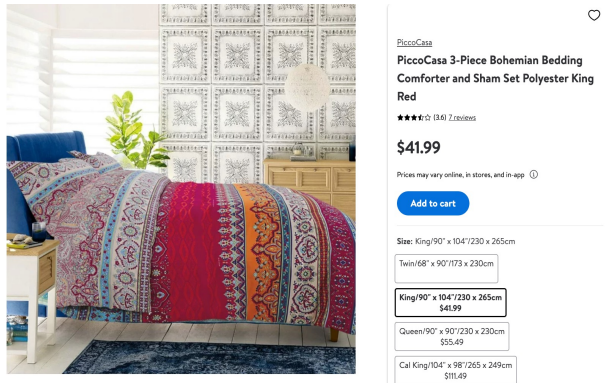 PiccoCasa
PiccoCasa 3-Piece Bohemian Bedding
Comforter and Sham Set Polyester King
Red
(3.6) 7 reviews
$41.99
Prices may vary online, in stores, and in-app
Add to cart
Size: King/90" x 104"/230 x 265cm
Twin/68" x 90"/173 x 230cm
King/90" x 104"/230 x 265cm
$41.99
Queen/90" x 90"/230 x 230cm
$55.49
Cal King/104" x 98"/265 x 249cm
$111.49